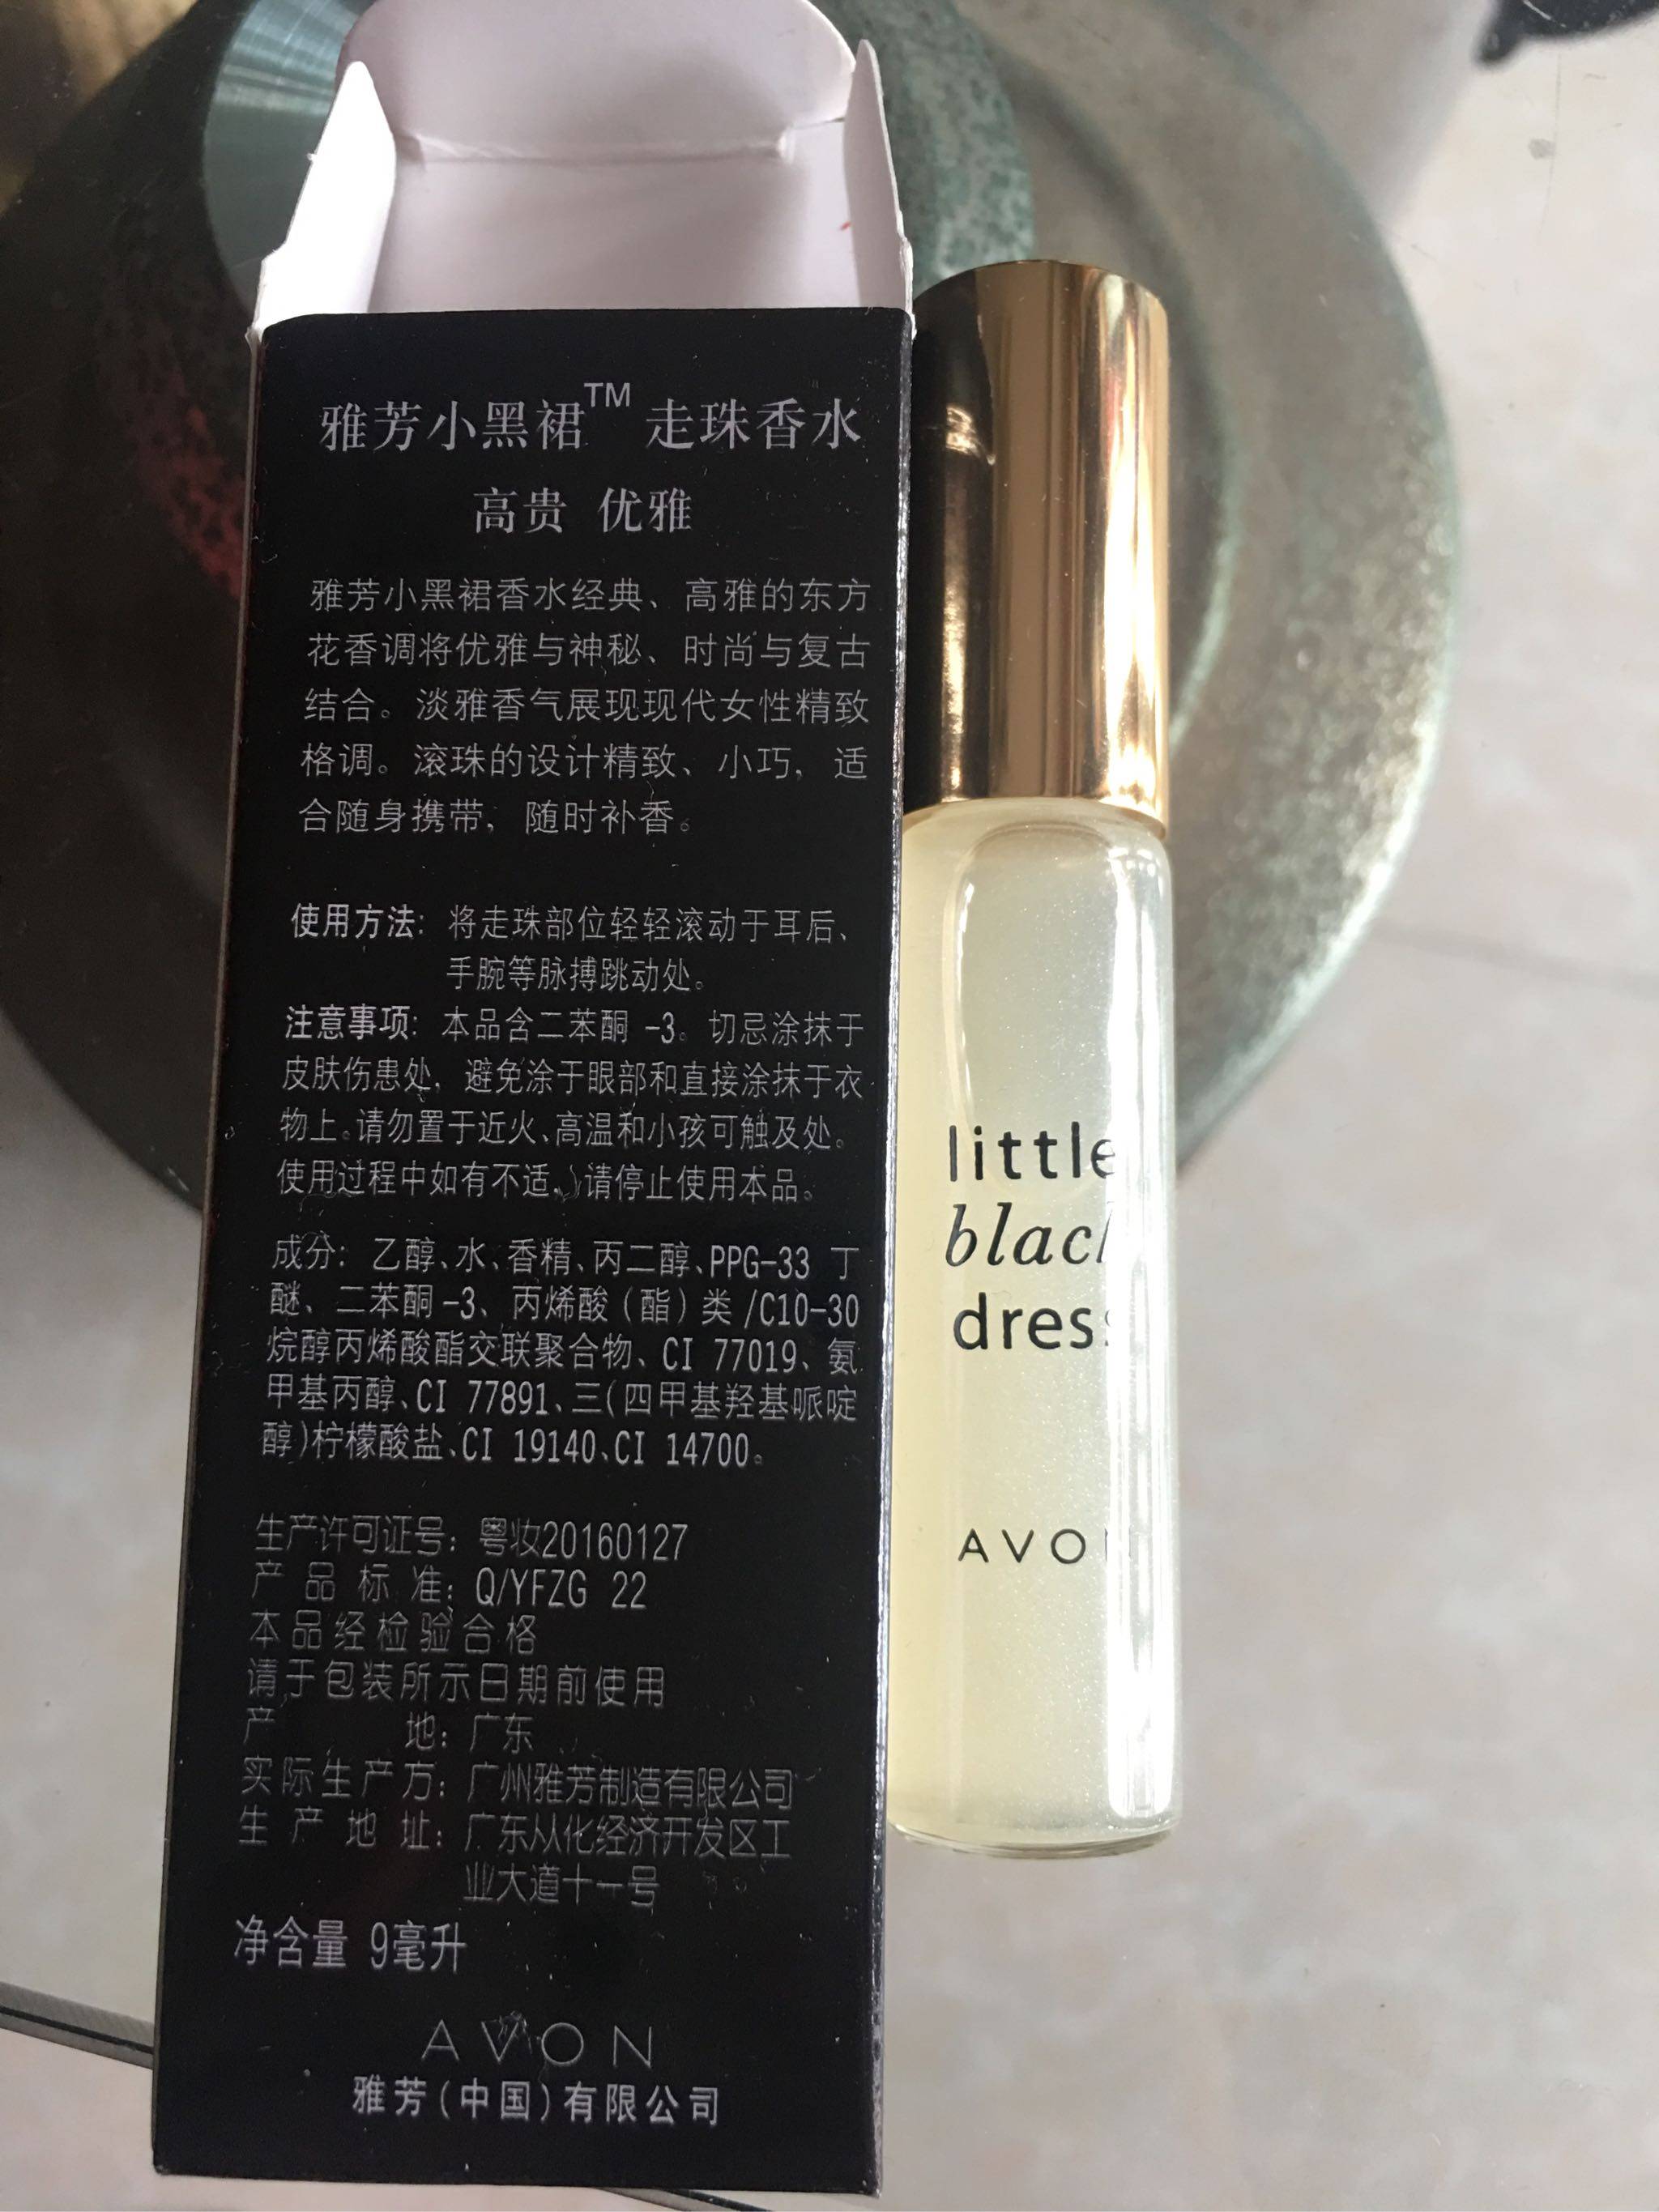 雅芳小黑裙™ 走珠香水
高贵 优雅
雅芳小黑裙香水经典、高雅的东方
花香调将优雅与神秘、时尚与复古
结合。淡雅香气展现现代女性精致
格调。滚珠的设计精致、小巧，适
合随身携带，随时补香。
使用方法：将走珠部位轻轻滚动于耳后、
手腕等脉搏跳动处。
注意事项：本品含二苯酮 -3。切忌涂抹于
皮肤伤患处，避免涂于眼部和直接涂抹于衣
物上。请勿置于近火、高温和小孩可触及处。
使用过程中如有不适，请停止使用本品。
成分：乙醇、水、香精、丙二醇、PPG-33 丁
醚、二苯酮 -3、丙烯酸（酯）类 /C10-30
烷醇丙烯酸酯交联聚合物、CI 77019、氨
甲基丙醇、CI 77891、三(四甲基羟基哌啶
醇)柠檬酸盐、CI 19140、CI 14700。
生产许可证号：粤妆20160127
产品标准：Q/YFZG 22
本品经检验合格
请于包装所示日期前使用
产地：广东
实际生产方：广州雅芳制造有限公司
生产地址：广东从化经济开发区工
业大道十一号
净含量 9毫升
AVON
雅芳(中国)有限公司
little
black
dress
AVON